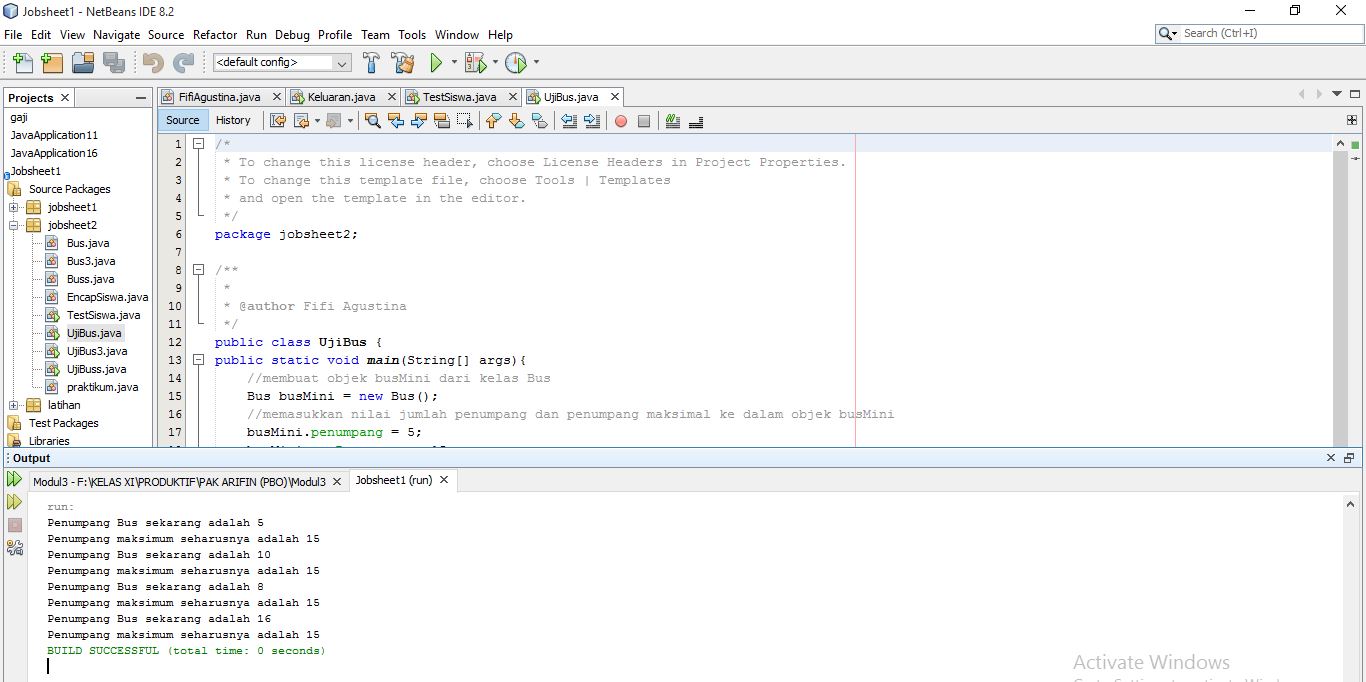 Jobsheet1 - NetBeans IDE 8.2
File Edit View Navigate Source Refactor Run Debug Profile Team Tools Window Help
Search (Ctrl+I)
<default config>
Projects
FifiAgustina.java Keluaran.java TestSiswa.java UjiBus.java
Source History
gaji
JavaApplication11
JavaApplication16
Jobsheet1
Source Packages
jobsheet1
jobsheet2
Bus.java
Bus3.java
Buss.java
EncapSiswa.java
TestSiswa.java
UjiBus.java
UjiBus3.java
UjiBuss.java
praktikum.java
latihan
Test Packages
Libraries
1 /*
2 * To change this license header, choose License Headers in Project Properties.
3 * To change this template file, choose Tools | Templates
4 * and open the template in the editor.
5 */
6 package jobsheet2;
7
8 /**
9 *
10 * @author Fifi Agustina
11 */
12 public class UjiBus {
13 public static void main(String[] args){
14 //membuat objek busMini dari kelas Bus
15 Bus busMini = new Bus();
16 //memasukkan nilai jumlah penumpang dan penumpang maksimal ke dalam objek busMini
17 busMini.penumpang = 5;
Output
Modul3 - F:\KELAS XI\PRODUKTIF\PAK ARIFIN (PBO)\Modul3 Jobsheet1 (run)
run:
Penumpang Bus sekarang adalah 5
Penumpang maksimum seharusnya adalah 15
Penumpang Bus sekarang adalah 10
Penumpang maksimum seharusnya adalah 15
Penumpang Bus sekarang adalah 8
Penumpang maksimum seharusnya adalah 15
Penumpang Bus sekarang adalah 16
Penumpang maksimum seharusnya adalah 15
BUILD SUCCESSFUL (total time: 0 seconds)
Activate Windows